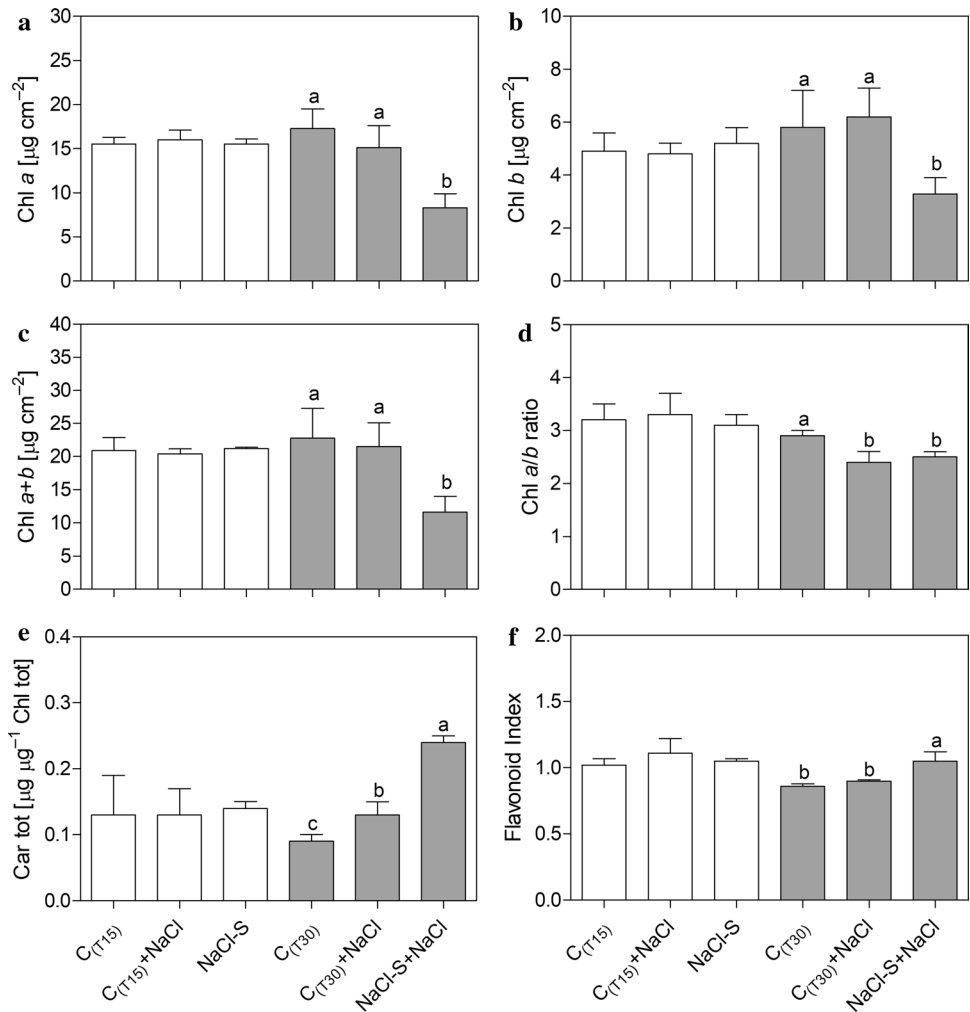 a
30
25
20
15
10
5
0
Chl a [µg cm−2]
a
a
b
b
10
8
6
4
2
0
Chl b [µg cm−2]
a
a
b
c
40
35
30
25
20
15
10
5
0
Chl a+b [µg cm−2]
a
a
b
d
5
4
3
2
1
0
Chl a/b ratio
a
b
b
e
0.4
0.3
0.2
0.1
0.0
Car tot [µg µg−1 Chl tot]
c
b
a
f
2.0
1.5
1.0
0.5
0.0
Flavonoid Index
b
b
a
C(T15)
C(T15)+NaCl
NaCl-S
C(T30)
C(T30)+NaCl
NaCl-S+NaCl
C(T15)
C(T15)+NaCl
NaCl-S
C(T30)
C(T30)+NaCl
NaCl-S+NaCl